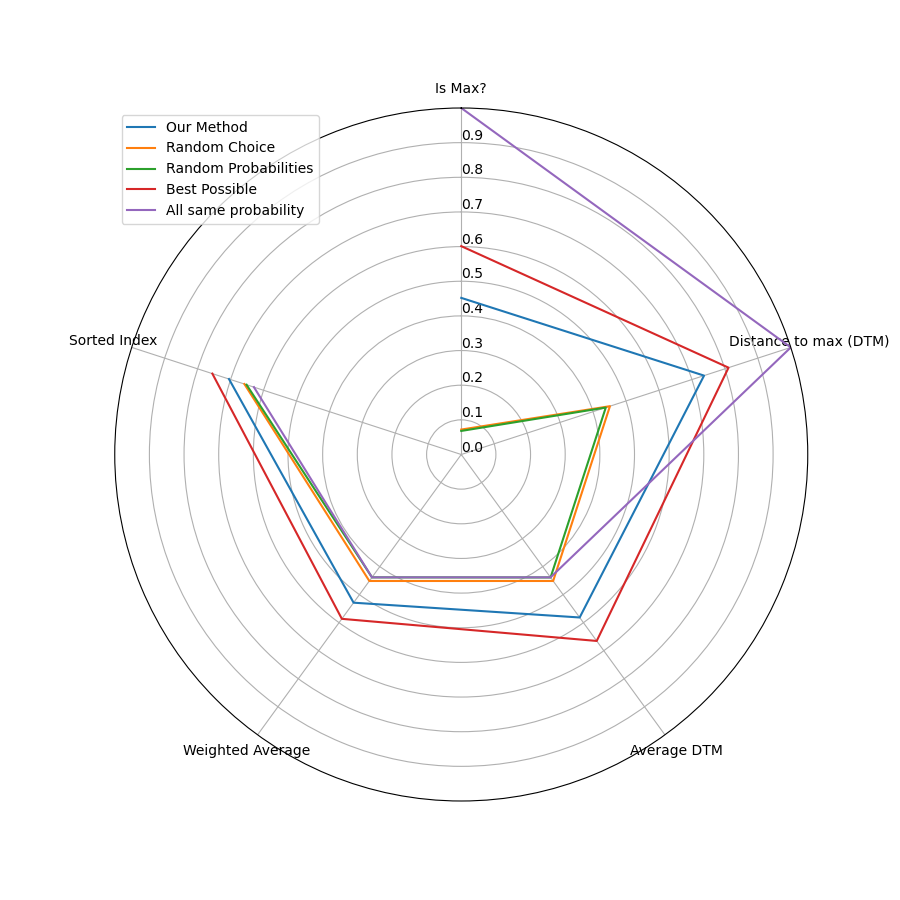 Is Max?
Our Method
Random Choice
Random Probabilities
Best Possible
All same probability
0.9
0.8
0.7
0.6
0.5
0.4
0.3
0.2
0.1
0.0
Sorted Index
Distance to max (DTM)
Weighted Average
Average DTM